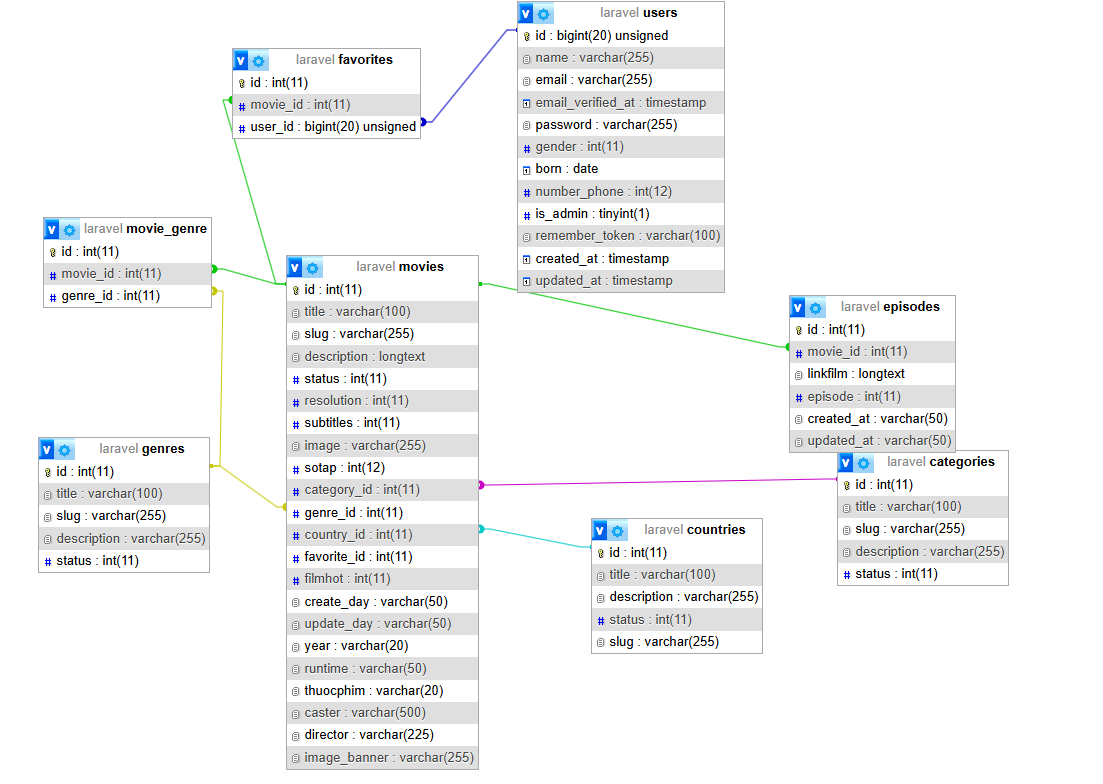 laravel users
id : bigint(20) unsigned
name : varchar(255)
email : varchar(255)
email_verified_at : timestamp
password : varchar(255)
gender : int(11)
born : date
number_phone : int(12)
is_admin : tinyint(1)
remember_token : varchar(100)
created_at : timestamp
updated_at : timestamp
laravel favorites
id : int(11)
movie_id : int(11)
user_id : bigint(20) unsigned
laravel movie_genre
id : int(11)
movie_id : int(11)
genre_id : int(11)
laravel movies
id : int(11)
title : varchar(100)
slug : varchar(255)
description : longtext
status : int(11)
resolution : int(11)
subtitles : int(11)
image : varchar(255)
sotap : int(12)
category_id : int(11)
genre_id : int(11)
country_id : int(11)
favorite_id : int(11)
filmhot : int(11)
create_day : varchar(50)
update_day : varchar(50)
year : varchar(20)
runtime : varchar(50)
thuocphim : varchar(20)
caster : varchar(500)
director : varchar(225)
image_banner : varchar(255)
laravel episodes
id : int(11)
movie_id : int(11)
linkfilm : longtext
episode : int(11)
created_at : varchar(50)
updated_at : varchar(50)
laravel genres
id : int(11)
title : varchar(100)
slug : varchar(255)
description : varchar(255)
status : int(11)
laravel categories
id : int(11)
title : varchar(100)
slug : varchar(255)
description : varchar(255)
status : int(11)
laravel countries
id : int(11)
title : varchar(100)
description : varchar(255)
status : int(11)
slug : varchar(255)